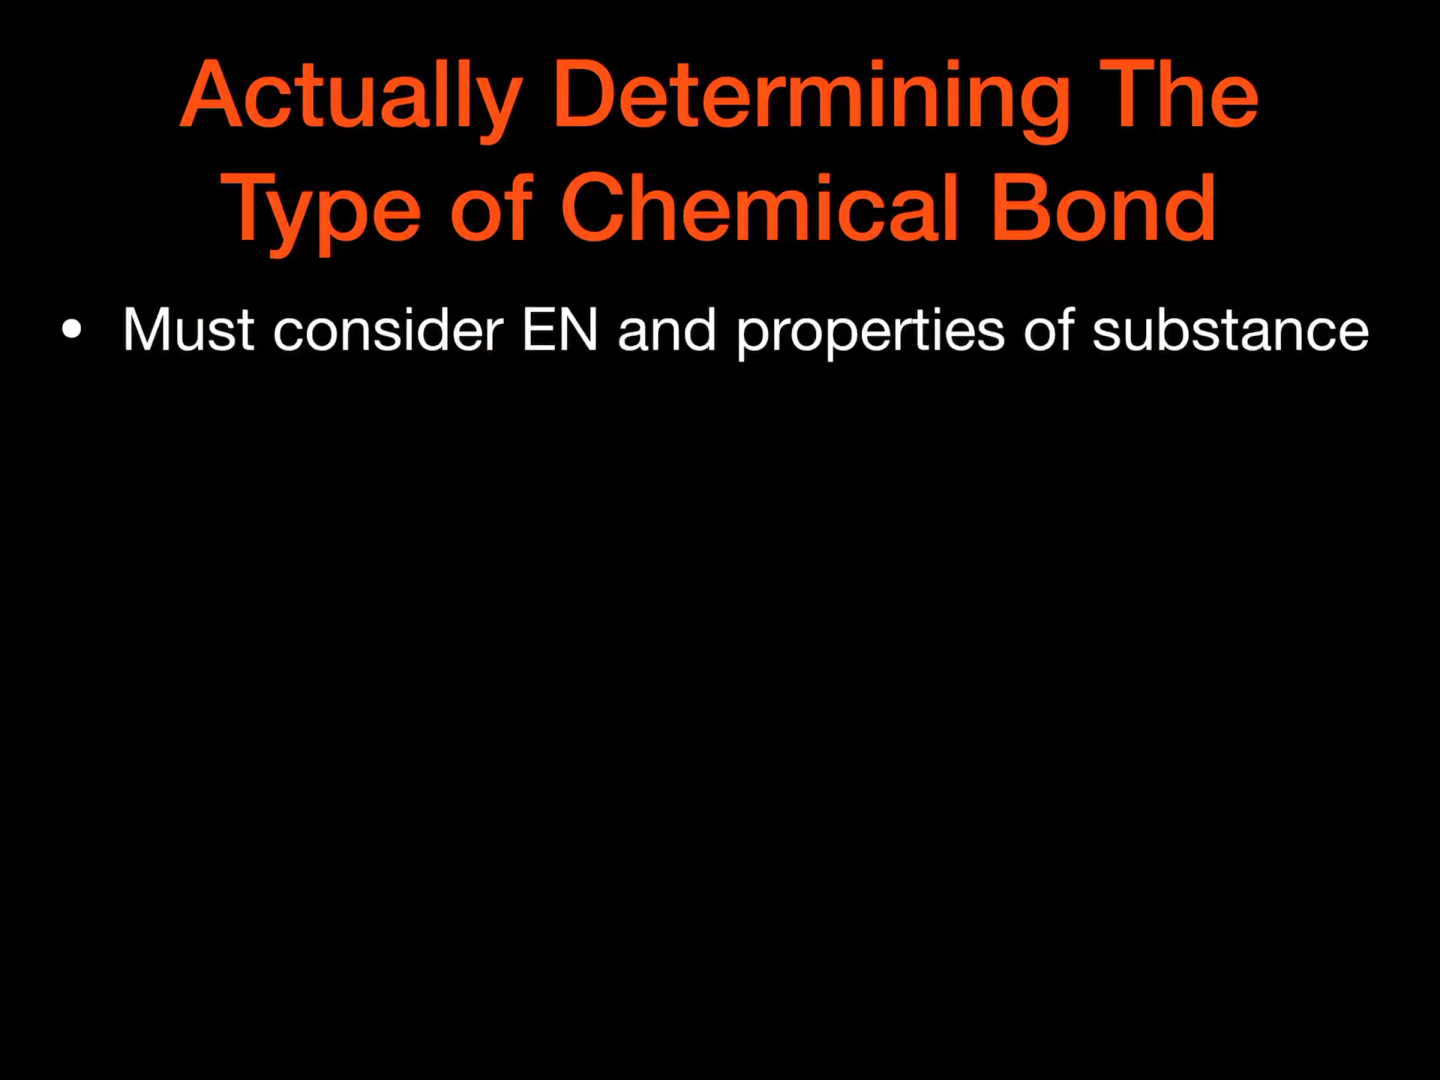 Actually Determining The
Type of Chemical Bond
• Must consider EN and properties of substance